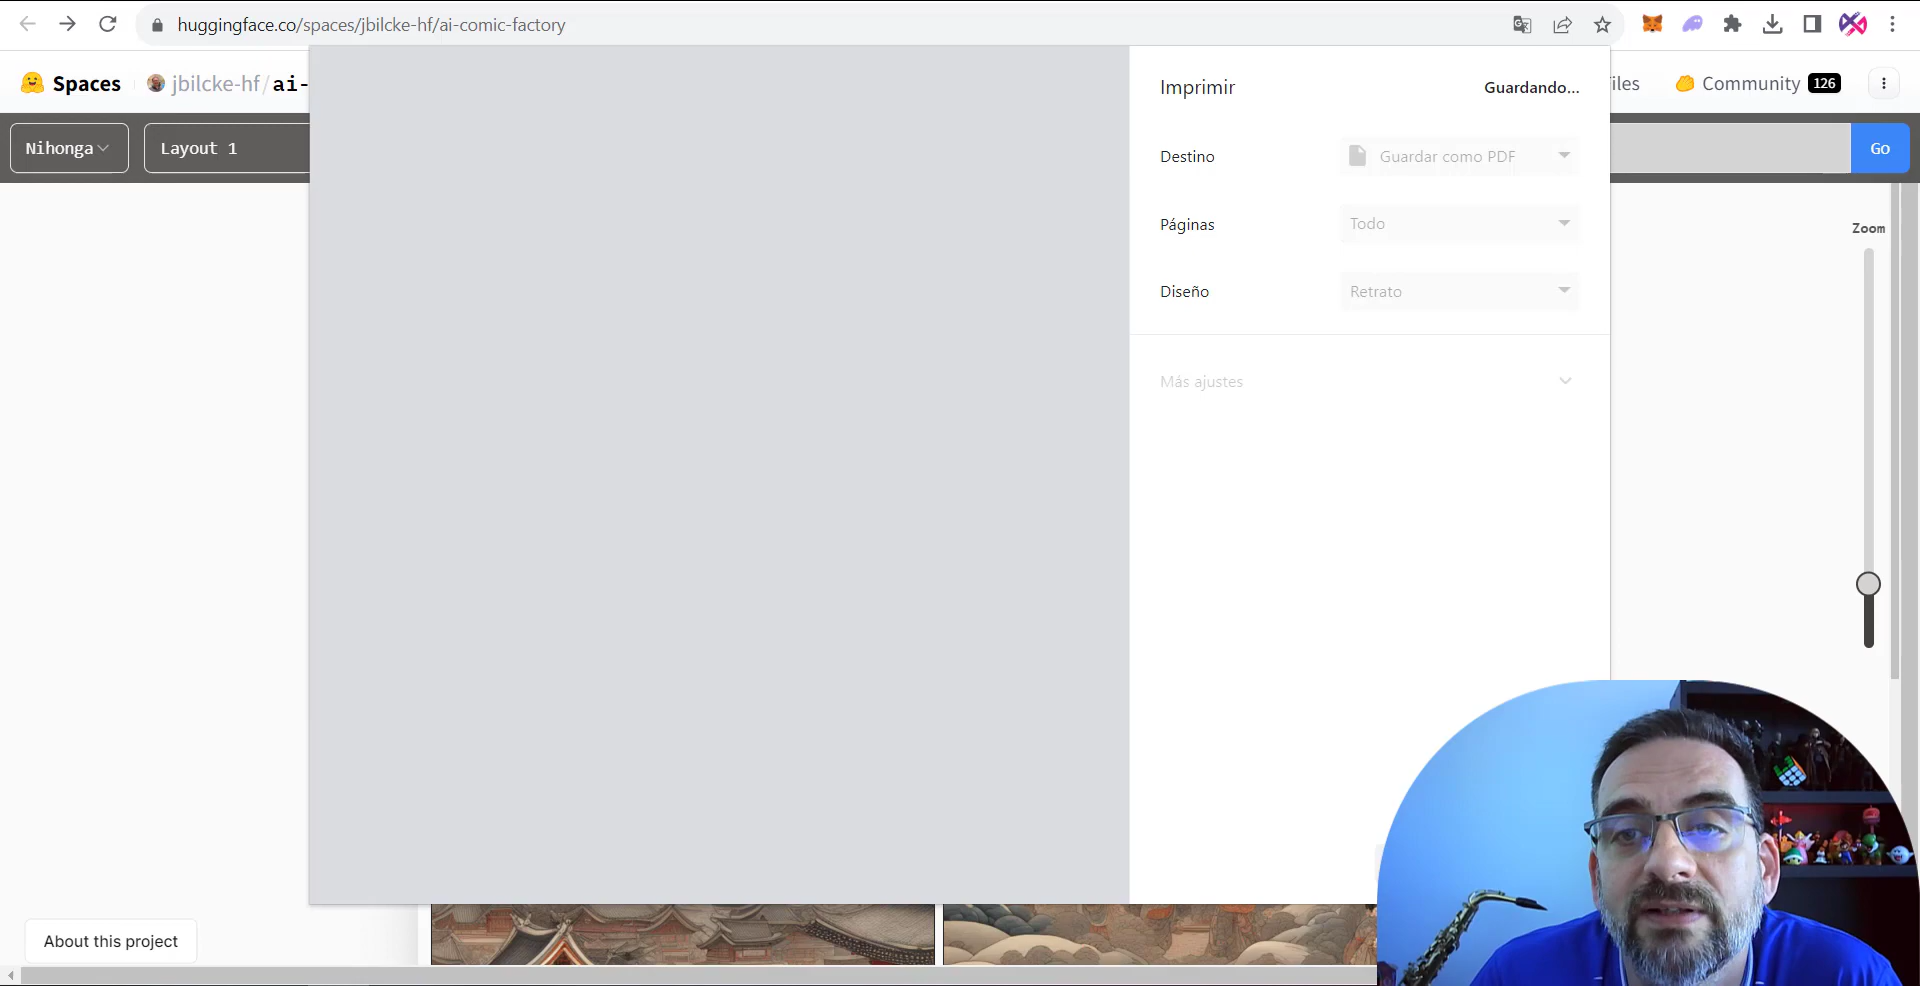 huggingface.co/spaces/jbilcke-hf/ai-comic-factory
Spaces
jbilcke-hf/ai-
iles
Community 126
Nihonga
Layout 1
Go
Imprimir
Guardando...
Destino
Guardar como PDF
Páginas
Todo
Diseño
Retrato
Más ajustes
Zoom
About this project